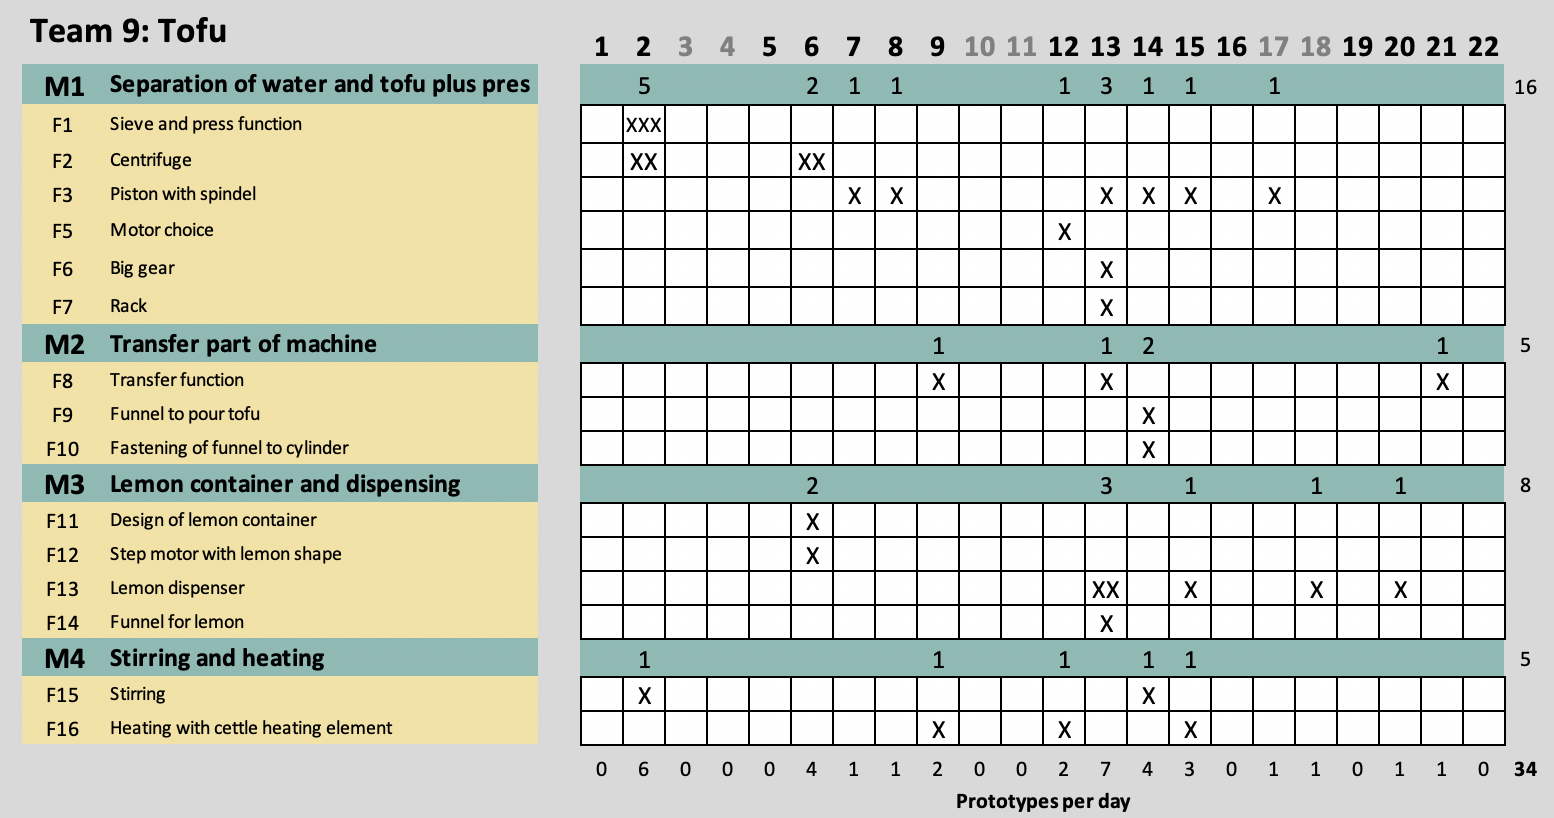 Team 9: Tofu
1 2 3 4 5 6 7 8 9 10 11 12 13 14 15 16 17 18 19 20 21 22
M1 Separation of water and tofu plus pres 5 2 1 1 1 3 1 1 1 16
F1 Sieve and press function XXX
F2 Centrifuge XX XX
F3 Piston with spindel X X X X X X
F5 Motor choice X
F6 Big gear X
F7 Rack X
M2 Transfer part of machine 1 1 2 1 5
F8 Transfer function X X X
F9 Funnel to pour tofu X
F10 Fastening of funnel to cylinder X
M3 Lemon container and dispensing 2 3 1 1 1 8
F11 Design of lemon container X
F12 Step motor with lemon shape X
F13 Lemon dispenser XX X X X
F14 Funnel for lemon X
M4 Stirring and heating 1 1 1 1 1 5
F15 Stirring X X
F16 Heating with cettle heating element X X X
0 6 0 0 0 4 1 1 2 0 0 2 7 4 3 0 1 1 0 1 1 0 34
Prototypes per day